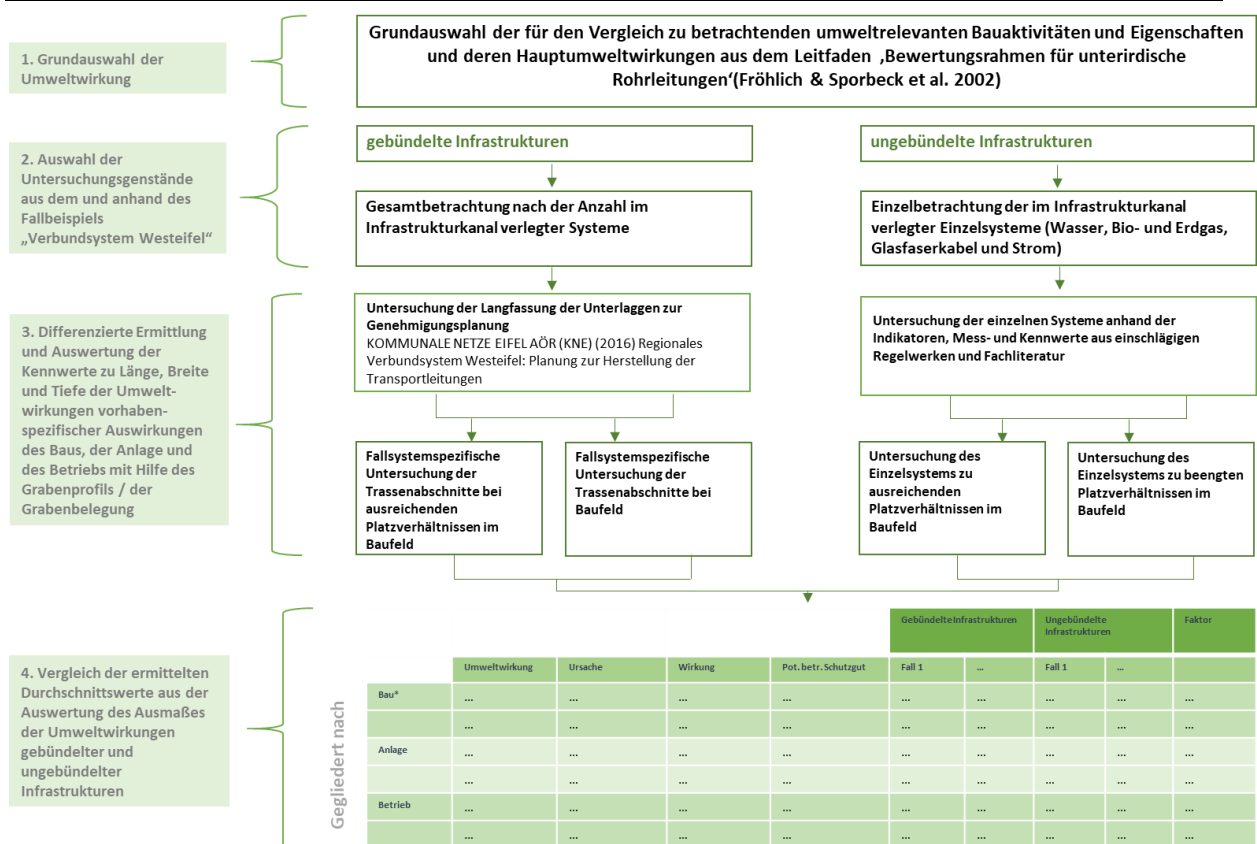 1. Grundauswahl der
Umweltwirkung
Grundauswahl der für den Vergleich zu betrachtenden umweltrelevanten Bauaktivitäten und Eigenschaften
und deren Hauptumweltwirkungen aus dem Leitfaden ‚Bewertungsrahmen für unterirdische
Rohrleitungen‘(Fröhlich & Sporbeck et al. 2002)
2. Auswahl der
Untersuchungsgenstände
aus dem und anhand des
Fallbeispiels
„Verbundsystem Westeifel“
gebündelte Infrastrukturen
ungebündelte Infrastrukturen
Gesamtbetrachtung nach der Anzahl im
Infrastrukturkanal verlegter Systeme
Einzelbetrachtung der im Infrastrukturkanal
verlegter Einzelsysteme (Wasser, Bio- und Erdgas,
Glasfaserkabel und Strom)
3. Differenzierte Ermittlung
und Auswertung der
Kennwerte zu Länge, Breite
und Tiefe der Umwelt-
wirkungen vorhaben-
spezifischer Auswirkungen
des Baus, der Anlage und
des Betriebs mit Hilfe des
Grabenprofils / der
Grabenbelegung
Untersuchung der Langfassung der Unterlaggen zur
Genehmigungsplanung
KOMMUNALE NETZE EIFEL AÖR (KNE) (2016) Regionales
Verbundsystem Westeifel: Planung zur Herstellung der
Transportleitungen
Untersuchung der einzelnen Systeme anhand der
Indikatoren, Mess- und Kennwerte aus einschlägigen
Regelwerken und Fachliteratur
Fallsystemspezifische
Untersuchung der
Trassenabschnitte bei
ausreichenden
Platzverhältnissen im
Baufeld
Fallsystemspezifische
Untersuchung der
Trassenabschnitte bei
Baufeld
Untersuchung des
Einzelsystems zu
ausreichenden
Platzverhältnissen im
Baufeld
Untersuchung des
Einzelsystems zu beengten
Platzverhältnissen im
Baufeld
4. Vergleich der ermittelten
Durchschnittswerte aus der
Auswertung des Ausmaßes
der Umweltwirkungen
gebündelter und
ungebündelter
Infrastrukturen
Gegliedert nach
Gebündelte Infrastrukturen Ungebündelte Infrastrukturen Faktor
Umweltwirkung Ursache Wirkung Pot. betr. Schutzgut Fall 1 ... Fall 1 ...
Bau* ... ... ... ... ... ... ... ... ...
... ... ... ... ... ... ... ... ...
Anlage ... ... ... ... ... ... ... ... ...
... ... ... ... ... ... ... ... ...
Betrieb ... ... ... ... ... ... ... ... ...
... ... ... ... ... ... ... ... ...